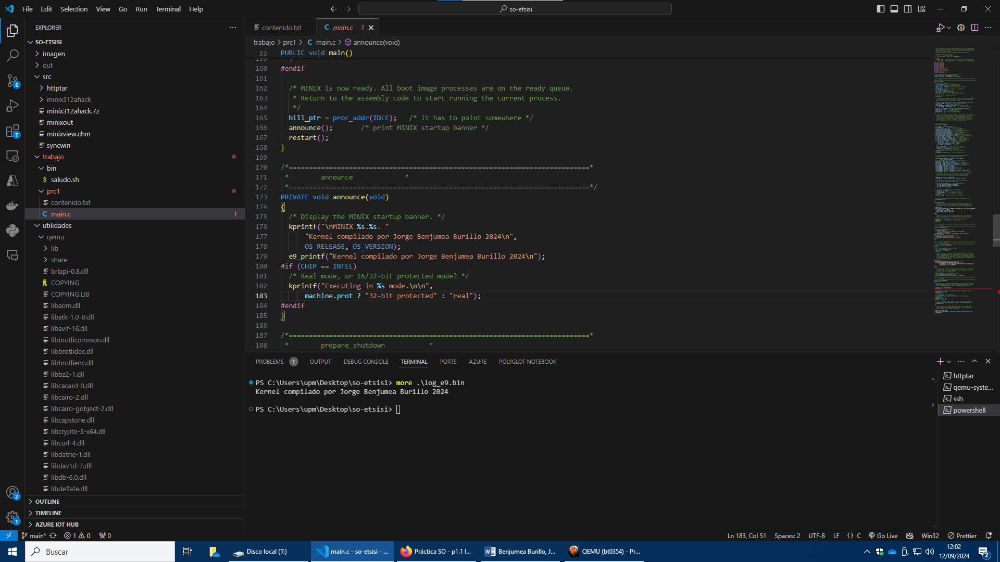 File Edit Selection View Go Run Terminal Help
so-etsisi
EXPLORER
SO-ETSISI
imagen
out
src
httptar
minix312ahack
minix312ahack.7z
minixout
minixview.chm
syncwin
trabajo
bin
$ saludo.sh
prc1
contenido.txt
C main.c 1
utilidades
qemu
lib
share
brlapi-0.8.dll
COPYING
COPYING.LIB
libaom.dll
libatk-1.0-0.dll
libavif-16.dll
libbrotlicommon.dll
libbrotlidec.dll
libbrotlienc.dll
libbz2-1.dll
libcacard-0.dll
libcairo-2.dll
libcairo-gobject-2.dll
libcapstone.dll
libcrypto-3-x64.dll
libcurl-4.dll
libdatrie-1.dll
libdav1d-7.dll
libdb-6.0.dll
libdeflate.dll
OUTLINE
TIMELINE
AZURE IOT HUB
6
7
2
1
contenido.txt
C main.c 1
trabajo > prc1 > C main.c > announce(void)
33 PUBLIC void main()
159 }
160 #endif
161
162 /* MINIX is now ready. All boot image processes are on the ready queue.
163 * Return to the assembly code to start running the current process.
164 */
165 bill_ptr = proc_addr(IDLE); /* it has to point somewhere */
166 announce(); /* print MINIX startup banner */
167 restart();
168 }
169
170 /*===========================================================================*
171 * announce *
172 *===========================================================================*/
173 PRIVATE void announce(void)
174 {
175 /* Display the MINIX startup banner. */
176 kprintf("\nMINIX %s.%s. "
177 "Kernel compilado por Jorge Benjumea Burillo 2024\n",
178 OS_RELEASE, OS_VERSION);
179 e9_printf("Kernel compilado por Jorge Benjumea Burillo 2024\n");
180 #if (CHIP == INTEL)
181 /* Real mode, or 16/32-bit protected mode? */
182 kprintf("Executing in %s mode.\n\n",
183 machine.prot ? "32-bit protected" : "real");
184 #endif
185 }
186
187 /*===========================================================================*
188 * prepare_shutdown *
PROBLEMS 1 OUTPUT DEBUG CONSOLE TERMINAL PORTS AZURE POLYGLOT NOTEBOOK
PS C:\Users\upm\Desktop\so-etsisi> more .\log_e9.bin
Kernel compilado por Jorge Benjumea Burillo 2024
PS C:\Users\upm\Desktop\so-etsisi>
httptar
qemu-syste...
ssh
powershell
main* 1 0 0
Ln 183, Col 51 Spaces: 2 UTF-8 LF {} C Go Live Win32 Prettier
Buscar
Disco local (T:)
main.c - so-etsisi - ...
Práctica SO - p1.1 I...
Benjumea Burillo, J...
QEMU (bt0354) - Pr...
12:02
12/09/2024
2